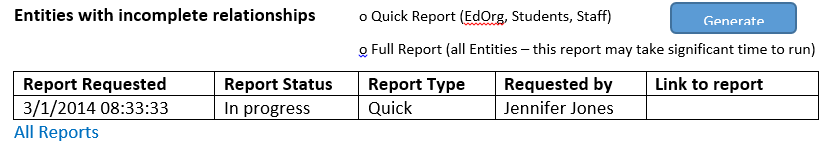 Entities with incomplete relationships o Quick Report (EdOrg, Students, Staff) Generate
o Full Report (all Entities – this report may take significant time to run)
Report Requested Report Status Report Type Requested by Link to report
3/1/2014 08:33:33 In progress Quick Jennifer Jones
All Reports